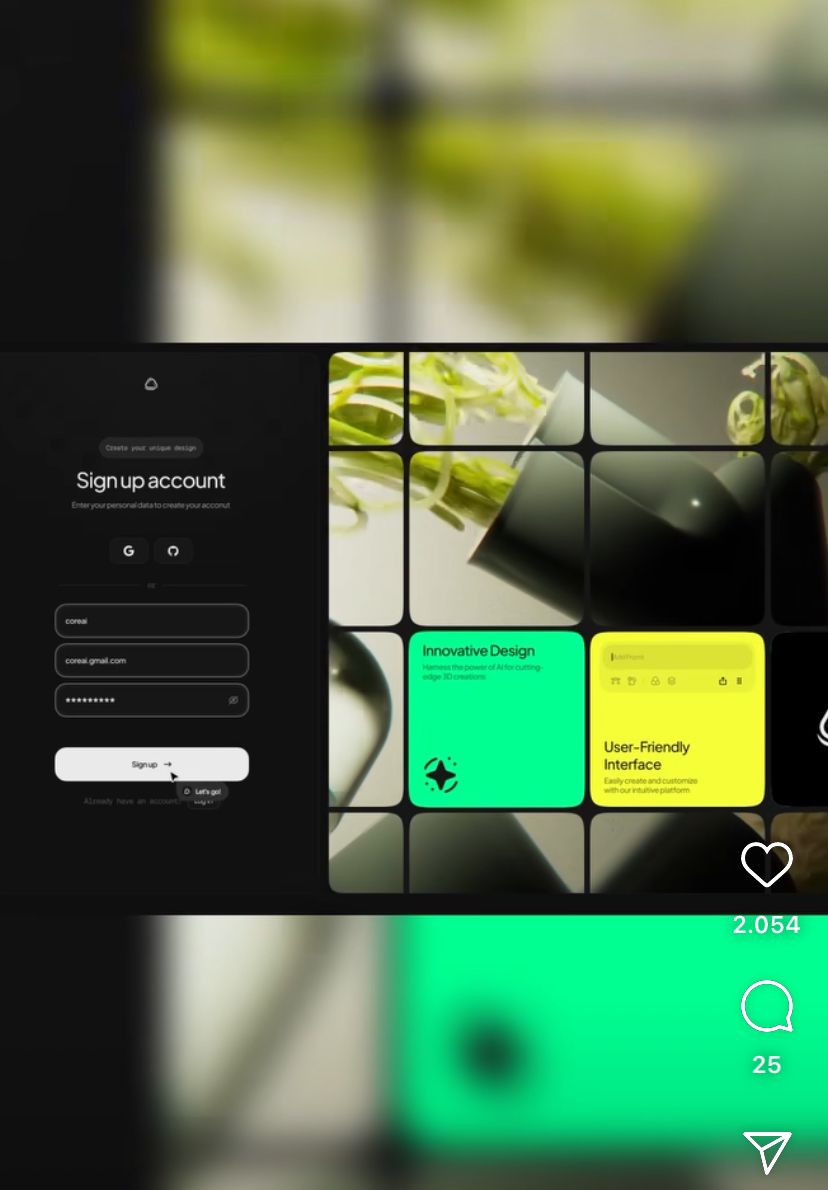 Create your unique design
Sign up account
Enter your personal data to create your acconut
G
or
coreai
coreai.gmail.com
*********
Sign up →
Let's go!
Already have an account?
Log in
Innovative Design
Harness the power of AI for cutting-
edge 3D creations
Add Friend
User-Friendly
Interface
Easily create and customize
with our intuitive platform
2.054
25